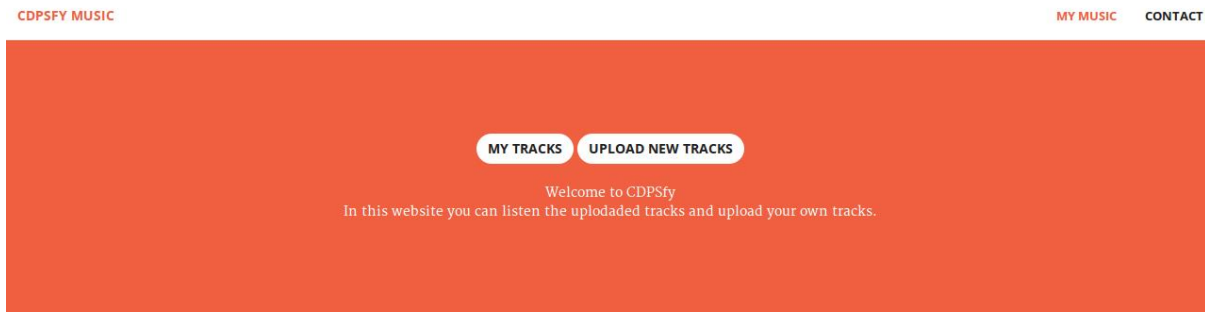 CDPSFY MUSIC
MY MUSIC CONTACT
MY TRACKS UPLOAD NEW TRACKS
Welcome to CDPSfy
In this website you can listen the uplodaded tracks and upload your own tracks.